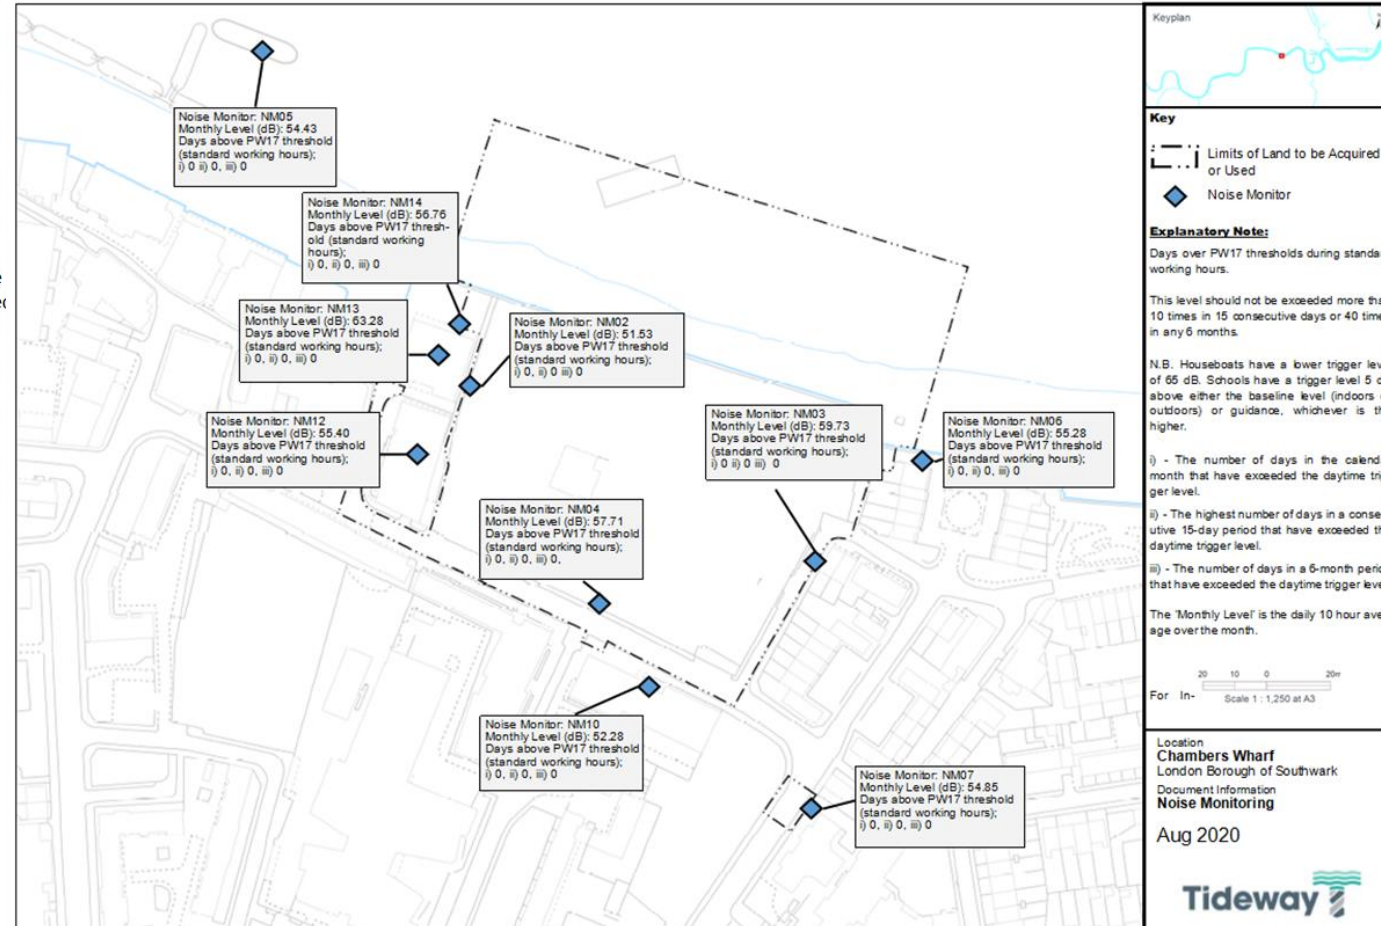 Noise Monitor: NM05
Monthly Level (dB): 54.43
Days above PW17 threshold
(standard working hours);
i) 0 ii) 0, iii) 0
Noise Monitor: NM14
Monthly Level (dB): 56.76
Days above PW17 thresh-
old (standard working
hours);
i) 0, ii) 0, iii) 0
Noise Monitor: NM13
Monthly Level (dB): 63.28
Days above PW17 threshold
(standard working hours);
i) 0, ii) 0, iii) 0
Noise Monitor: NM02
Monthly Level (dB): 51.53
Days above PW17 threshold
(standard working hours);
i) 0, ii) 0 iii) 0
Noise Monitor: NM12
Monthly Level (dB): 55.40
Days above PW17 threshold
(standard working hours);
i) 0, ii) 0, iii) 0
Noise Monitor: NM03
Monthly Level (dB): 59.73
Days above PW17 threshold
(standard working hours);
i) 0 ii) 0 iii) 0
Noise Monitor: NM06
Monthly Level (dB): 55.28
Days above PW17 threshold
(standard working hours);
i) 0, ii) 0, iii) 0
Noise Monitor: NM04
Monthly Level (dB): 57.71
Days above PW17 threshold
(standard working hours);
i) 0, ii) 0, iii) 0,
Noise Monitor: NM10
Monthly Level (dB): 52.28
Days above PW17 threshold
(standard working hours);
i) 0, ii) 0, iii) 0
Noise Monitor: NM07
Monthly Level (dB): 54.85
Days above PW17 threshold
(standard working hours);
i) 0, ii) 0, iii) 0
Keyplan
Key
Limits of Land to be Acquired
or Used
Noise Monitor
Explanatory Note:
Days over PW17 thresholds during standar
working hours.
This level should not be exceeded more tha
10 times in 15 consecutive days or 40 time
in any 6 months.
N.B. Houseboats have a lower trigger lev
of 65 dB. Schools have a trigger level 5 d
above either the baseline level (indoors
outdoors) or guidance, whichever is th
higher.
i) - The number of days in the calend
month that have exceeded the daytime trig
ger level.
ii) - The highest number of days in a conse
utive 15-day period that have exceeded th
daytime trigger level.
iii) - The number of days in a 6-month perio
that have exceeded the daytime trigger leve
The 'Monthly Level' is the daily 10 hour ave
age over the month.
20 10 0 20m
For In- Scale 1 : 1,250 at A3
Location
Chambers Wharf
London Borough of Southwark
Document Information
Noise Monitoring
Aug 2020
Tideway